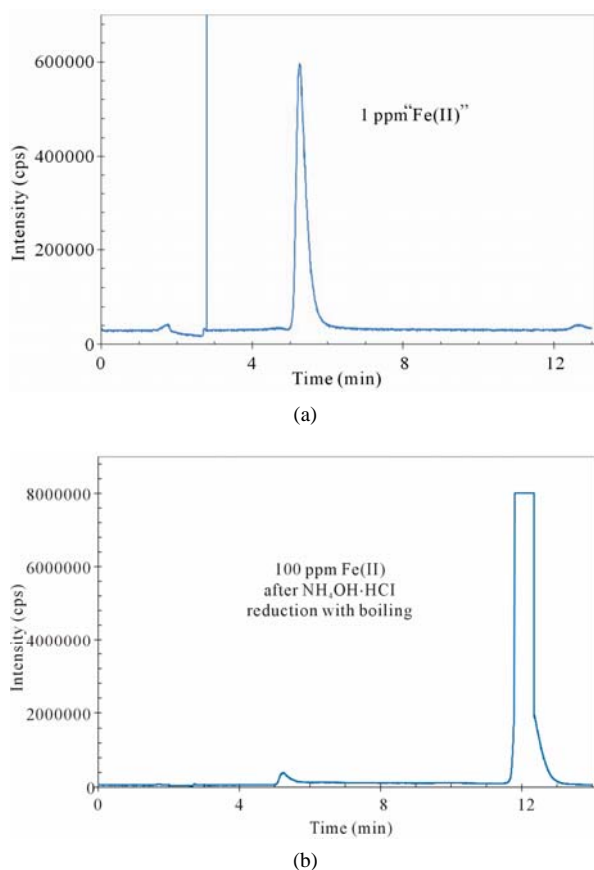 600000
1 ppm“Fe(II)”
400000
200000
0
Intensity (cps)
0 4 8 12
Time (min)
(a)
8000000
6000000
100 ppm Fe(II)
after NH4OH·HCl
reduction with boiling
4000000
2000000
0
Intensity (cps)
0 4 8 12
Time (min)
(b)